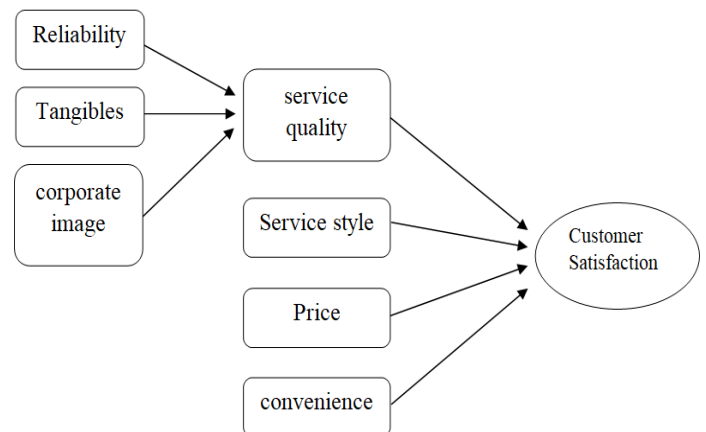 Reliability
Tangibles
corporate
image
service
quality
Service style
Price
convenience
Customer
Satisfaction